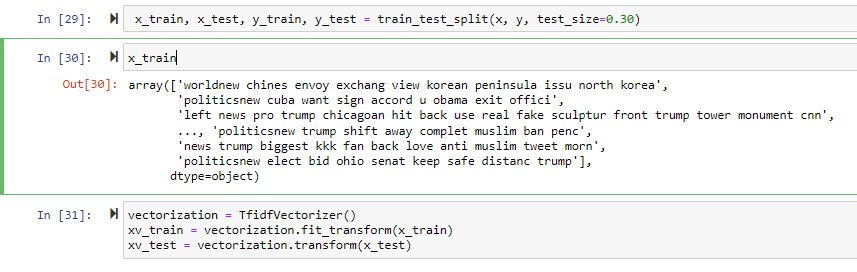 In [29]: x_train, x_test, y_train, y_test = train_test_split(x, y, test_size=0.30)
In [30]: x_train
Out[30]: array(['worldnew chines envoy exchang view korean peninsula issu north korea',
'politicsnew cuba want sign accord u obama exit offici',
'left news pro trump chicagoan hit back use real fake sculptur front trump tower monument cnn',
..., 'politicsnew trump shift away complet muslim ban penc',
'news trump biggest kkk fan back love anti muslim tweet morn',
'politicsnew elect bid ohio senat keep safe distanc trump'],
dtype=object)
In [31]: vectorization = TfidfVectorizer()
xv_train = vectorization.fit_transform(x_train)
xv_test = vectorization.transform(x_test)